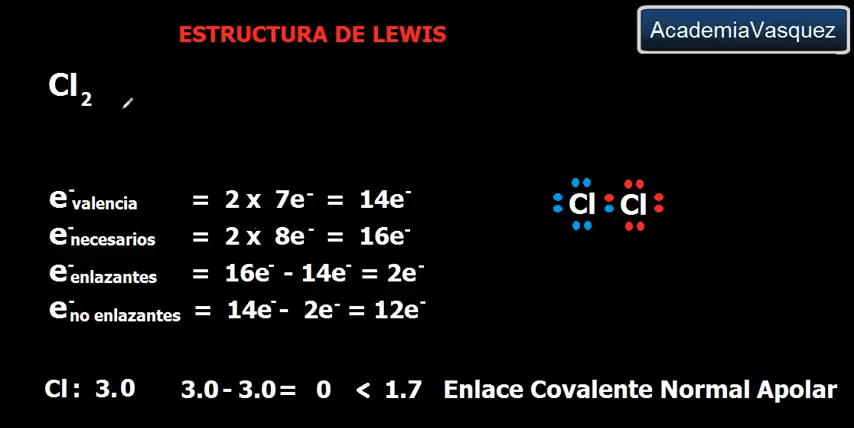 ESTRUCTURA DE LEWIS
AcademiaVasquez
Cl₂
e⁻valencia = 2 x 7e⁻ = 14e⁻
e⁻necesarios = 2 x 8e⁻ = 16e⁻
e⁻enlazantes = 16e⁻ - 14e⁻ = 2e⁻
e⁻no enlazantes = 14e⁻ - 2e⁻ = 12e⁻
Cl Cl
Cl: 3.0 3.0 - 3.0 = 0 < 1.7 Enlace Covalente Normal Apolar